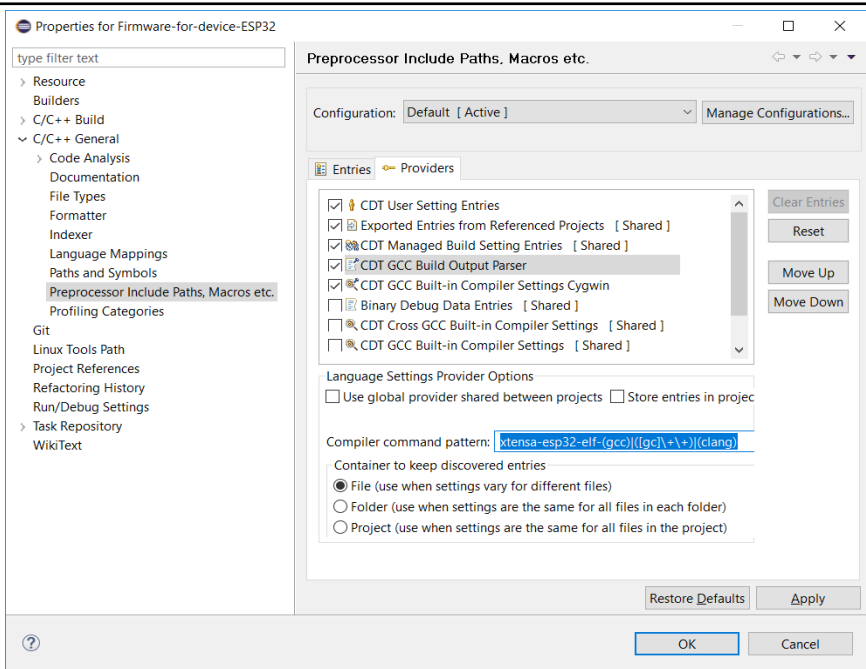 Properties for Firmware-for-device-ESP32
type filter text
Resource
Builders
C/C++ Build
C/C++ General
Code Analysis
Documentation
File Types
Formatter
Indexer
Language Mappings
Paths and Symbols
Preprocessor Include Paths, Macros etc.
Profiling Categories
Git
Linux Tools Path
Project References
Refactoring History
Run/Debug Settings
Task Repository
WikiText
Preprocessor Include Paths, Macros etc.
Configuration: Default [ Active ] Manage Configurations...
Entries Providers
CDT User Setting Entries
Exported Entries from Referenced Projects [ Shared ]
CDT Managed Build Setting Entries [ Shared ]
CDT GCC Build Output Parser
CDT GCC Built-in Compiler Settings Cygwin
Binary Debug Data Entries [ Shared ]
CDT Cross GCC Built-in Compiler Settings [ Shared ]
CDT GCC Built-in Compiler Settings [ Shared ]
Clear Entries
Reset
Move Up
Move Down
Language Settings Provider Options
Use global provider shared between projects Store entries in projec
Compiler command pattern: xtensa-esp32-elf-(gcc)|([gc]\+\+)|(clang)
Container to keep discovered entries
File (use when settings vary for different files)
Folder (use when settings are the same for all files in each folder)
Project (use when settings are the same for all files in the project)
Restore Defaults Apply
OK Cancel